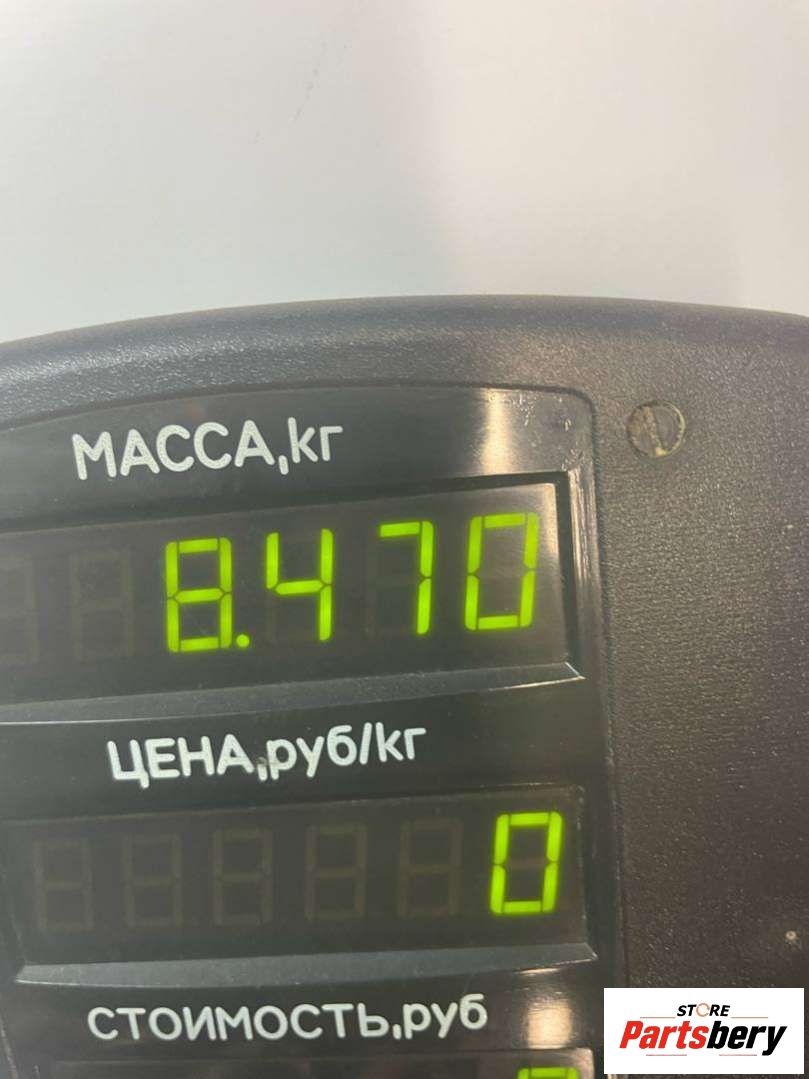 МАССА,кг
8.470
ЦЕНА,руб/кг
0
СТОИМОСТЬ,руб
STORE
Partsbery